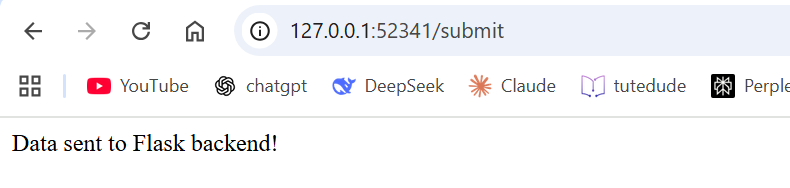 127.0.0.1:52341/submit
YouTube chatgpt DeepSeek Claude tutedude Perple
Data sent to Flask backend!